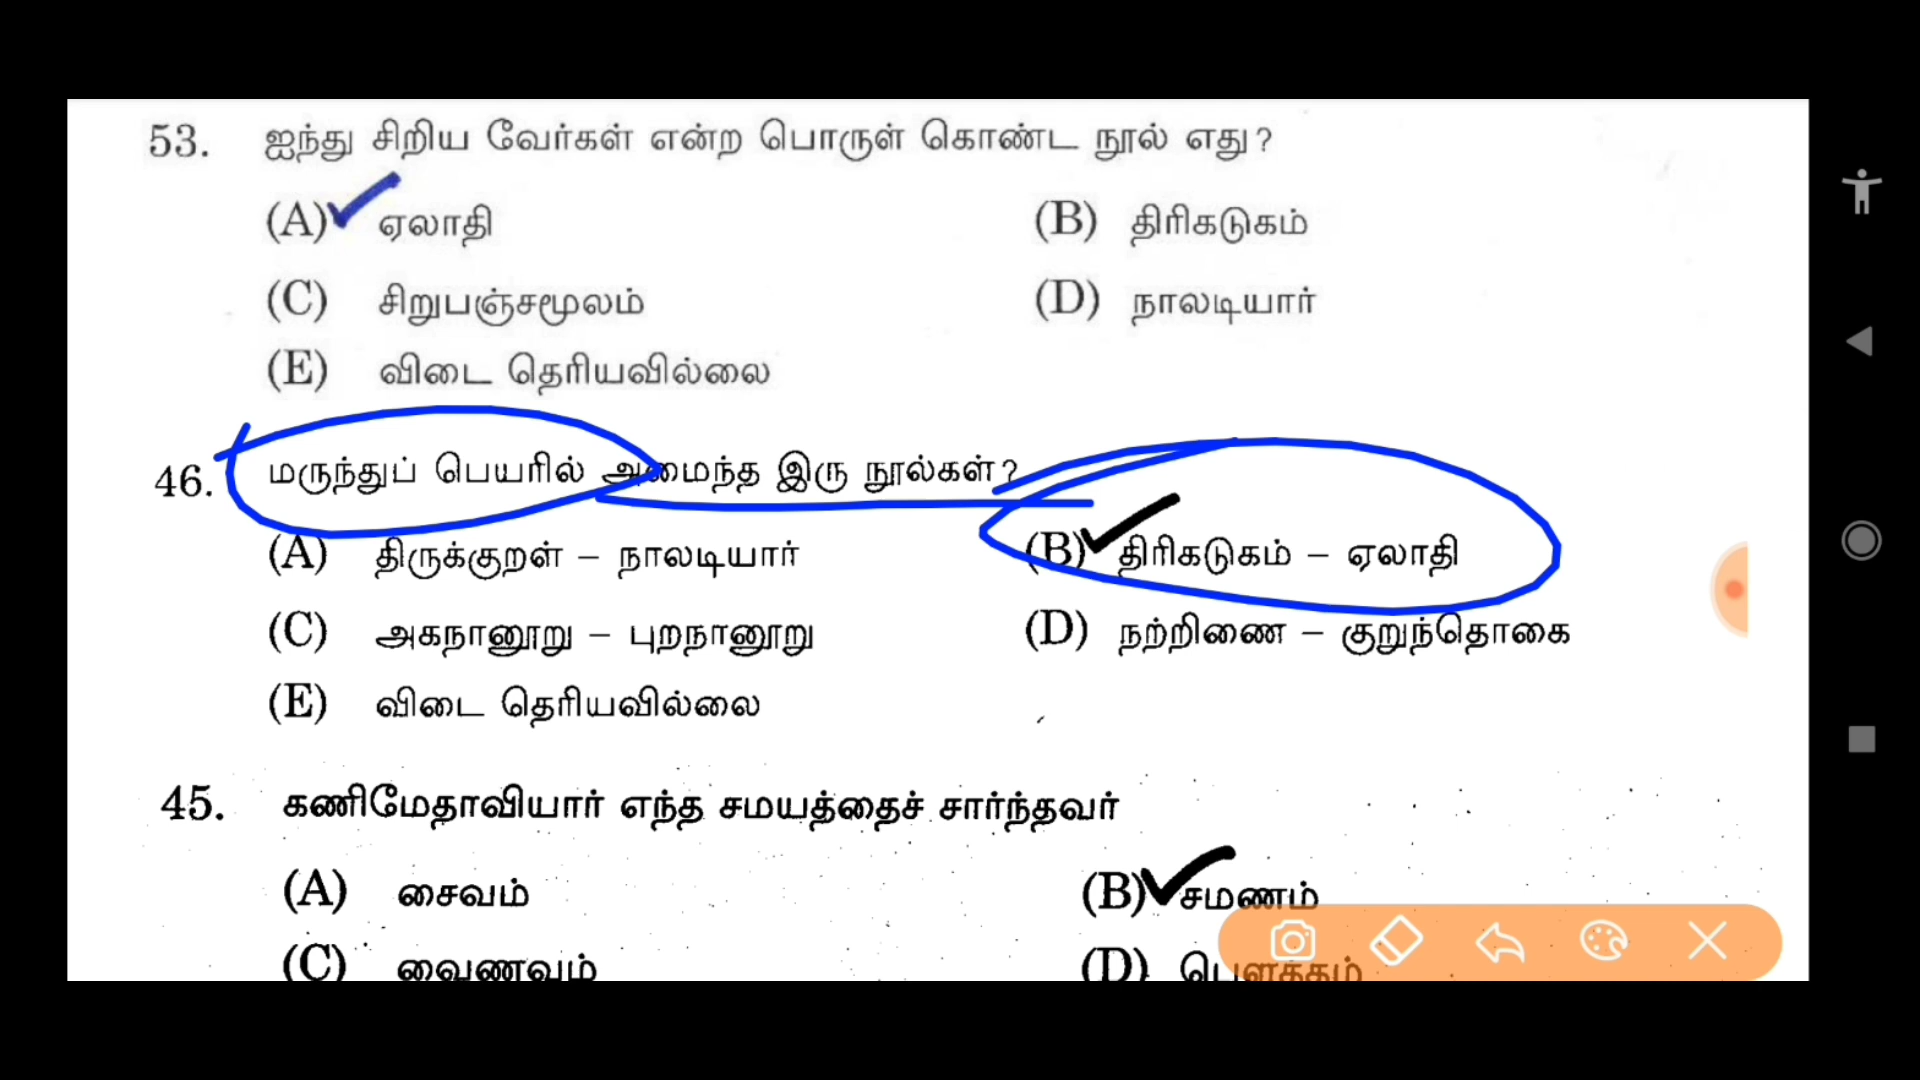 53. ஐந்து சிறிய வேர்கள் என்ற பொருள் கொண்ட நூல் எது?
(A) ஏலாதி (B) திரிகடுகம்
(C) சிறுபஞ்சமூலம் (D) நாலடியார்
(E) விடை தெரியவில்லை
46. மருந்துப் பெயரில் அமைந்த இரு நூல்கள்?
(A) திருக்குறள் – நாலடியார் (B) திரிகடுகம் – ஏலாதி
(C) அகநானூறு – புறநானூறு (D) நற்றிணை – குறுந்தொகை
(E) விடை தெரியவில்லை
45. கணிமேதாவியார் எந்த சமயத்தைச் சார்ந்தவர்
(A) சைவம் (B) சமணம்
(C) வைணவம் (D) பௌத்தம்